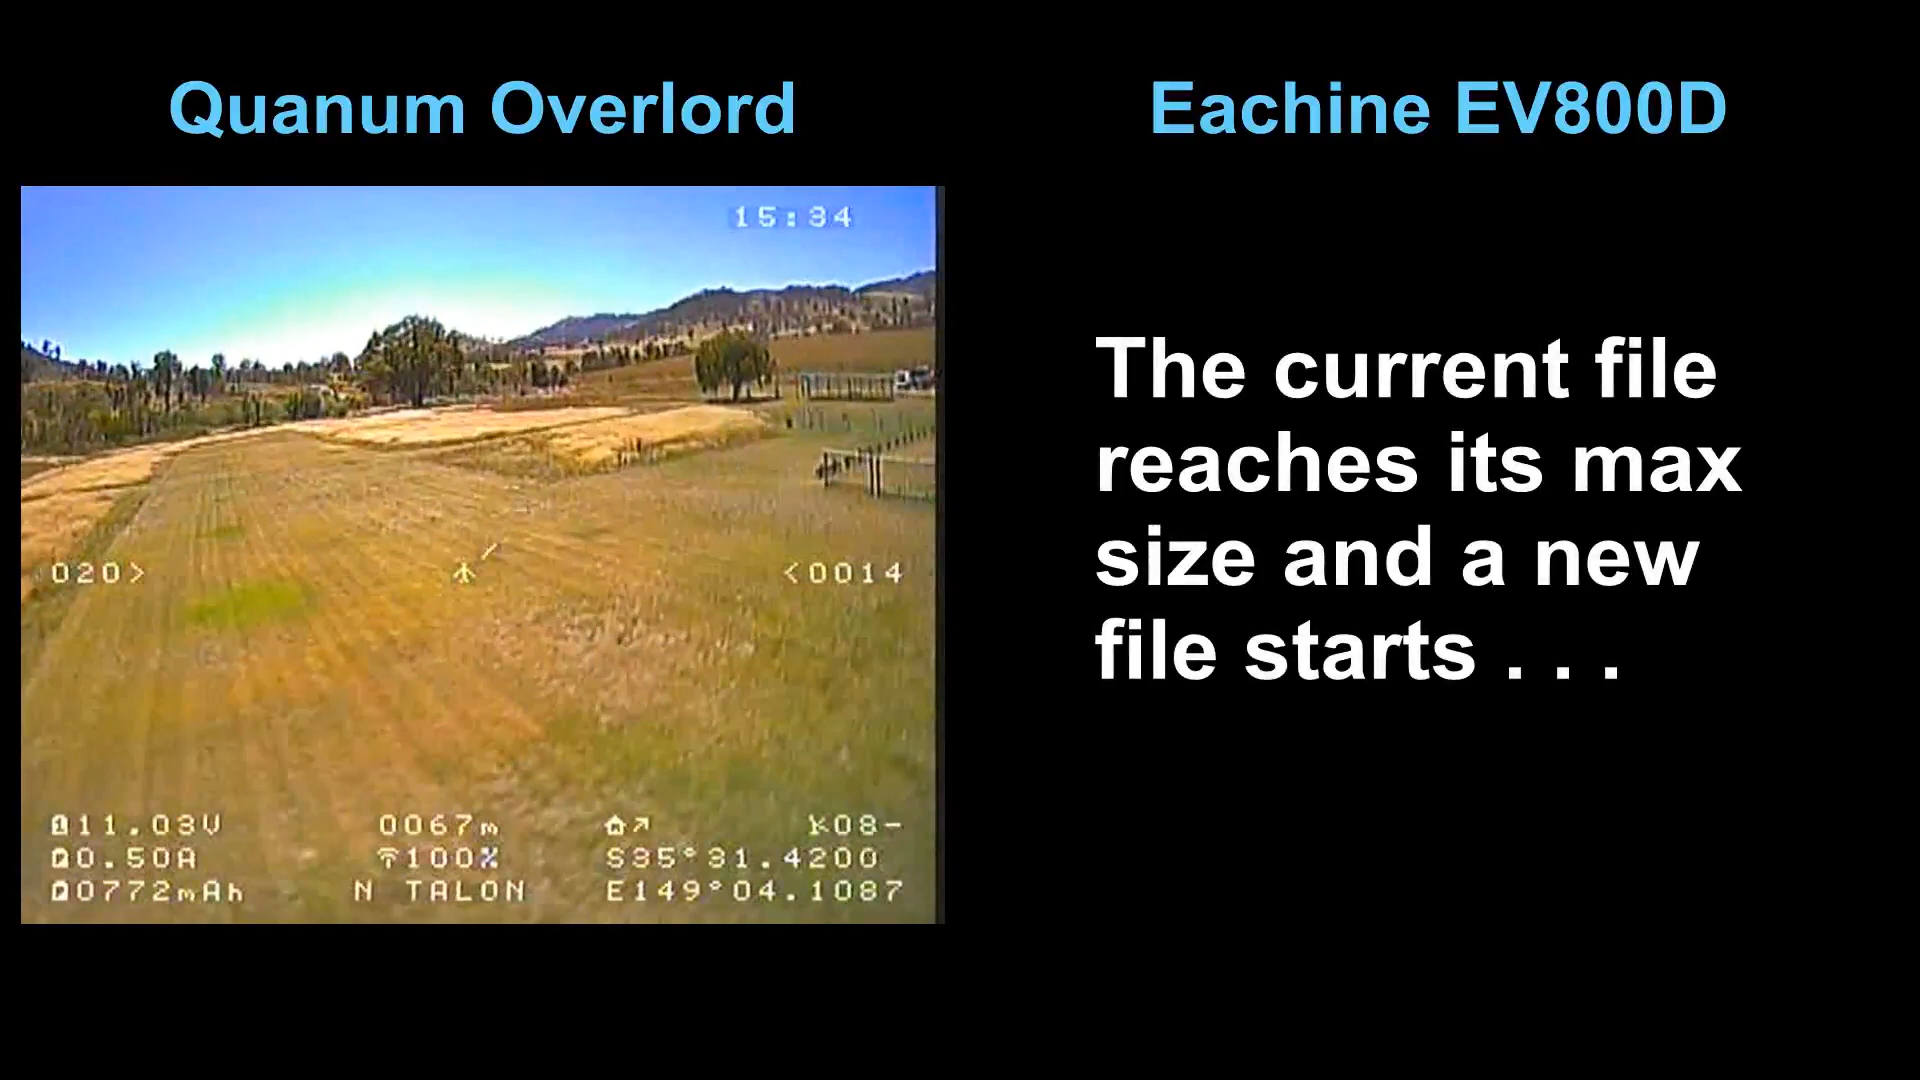 Quanum Overlord
Eachine EV800D
15:34
The current file
reaches its max
size and a new
file starts . . .
020>
<0014
11.03V
0067m
08-
0.50A
100%
S35°31.4200
0772mAh
N TALON
E149°04.1087